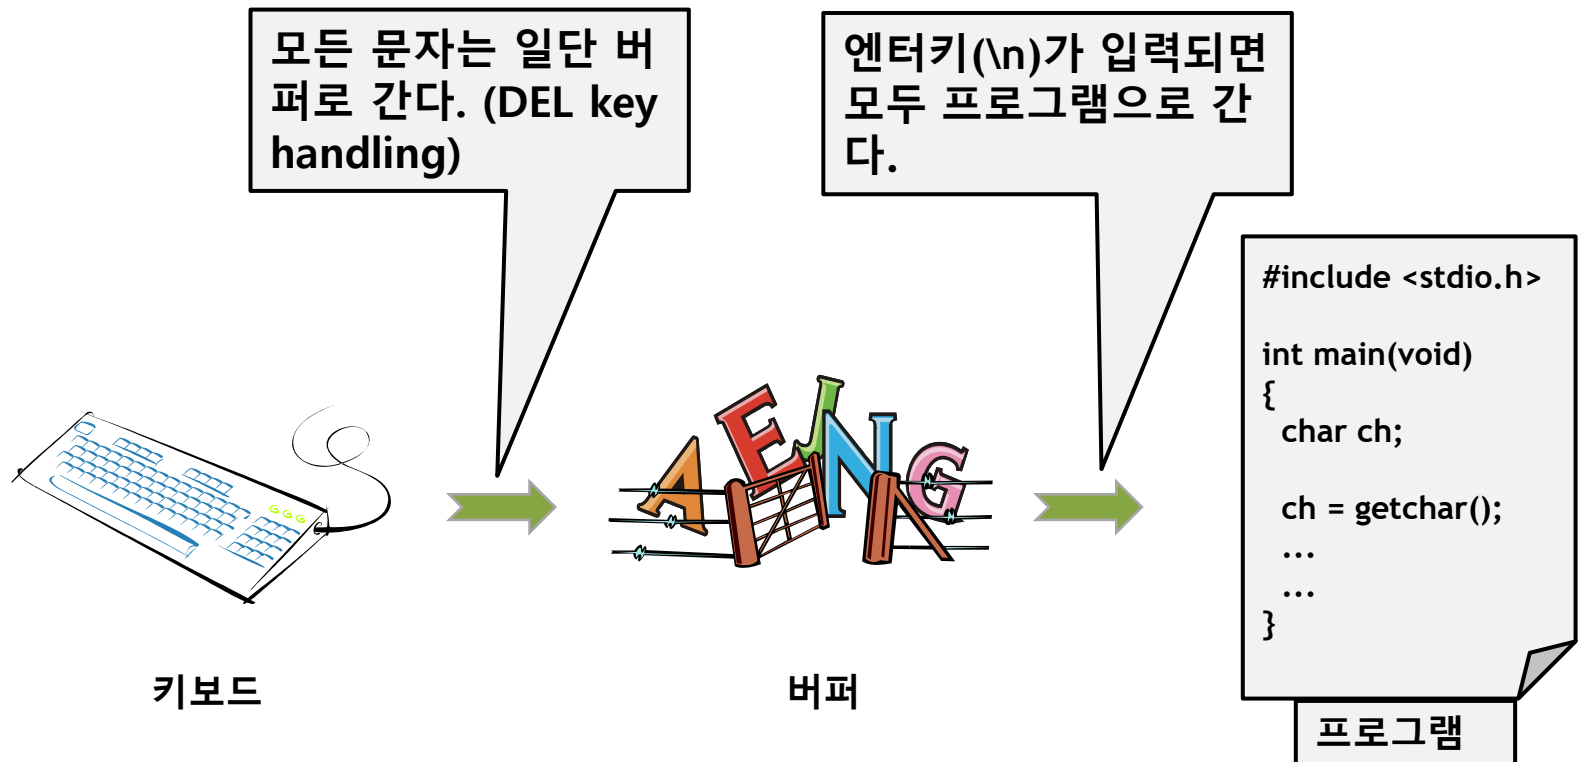 모든 문자는 일단 버
퍼로 간다. (DEL key
handling)
엔터키(\n)가 입력되면
모두 프로그램으로 간
다.
#include <stdio.h>
int main(void)
{
char ch;
ch = getchar();
...
...
}
A E J N G
키보드
버퍼
프로그램